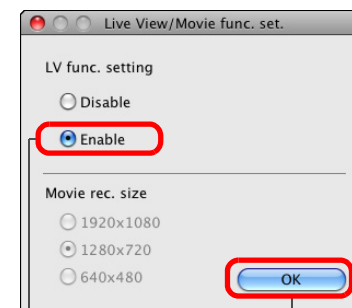 Live View/Movie func. set.
LV func. setting
Disable
Enable
Movie rec. size
1920x1080
1280x720
640x480
OK